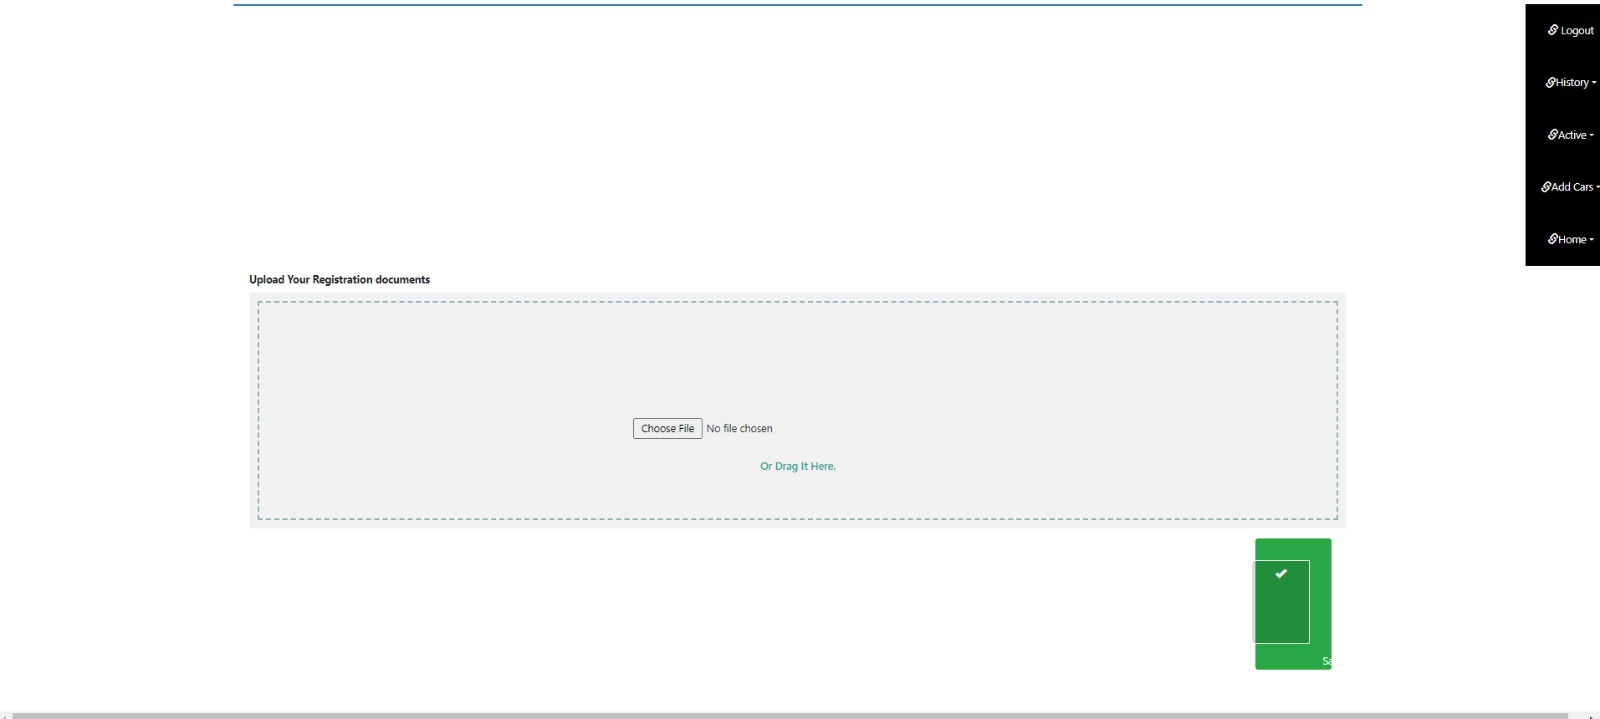 Logout
History
Active
Add Cars
Home
Upload Your Registration documents
Choose File No file chosen
Or Drag It Here.